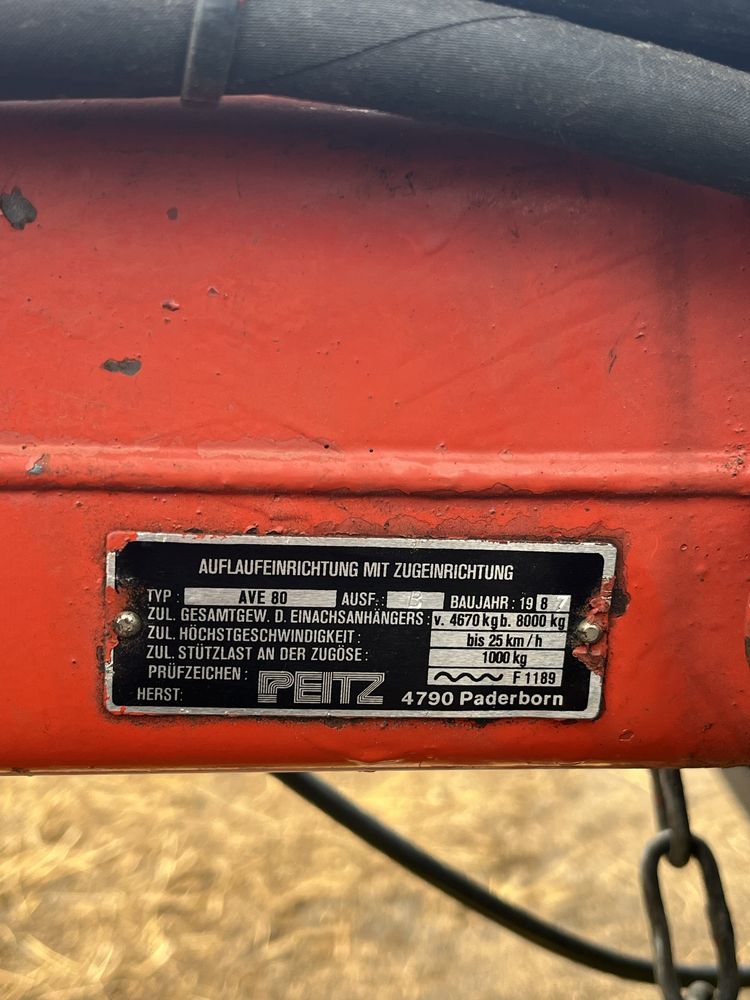 AUFLAUFEINRICHTUNG MIT ZUGEINRICHTUNG
TYP : AVE 80 AUSF.: B BAUJAHR: 19 8 7
ZUL. GESAMTGEW. D. EINACHSANHÄNGERS: v. 4670 kg b. 8000 kg
ZUL. HÖCHSTGESCHWINDIGKEIT: bis 25 km/h
ZUL. STÜTZLAST AN DER ZUGÖSE: 1000 kg
PRÜFZEICHEN: F 1189
HERST: PEITZ 4790 Paderborn